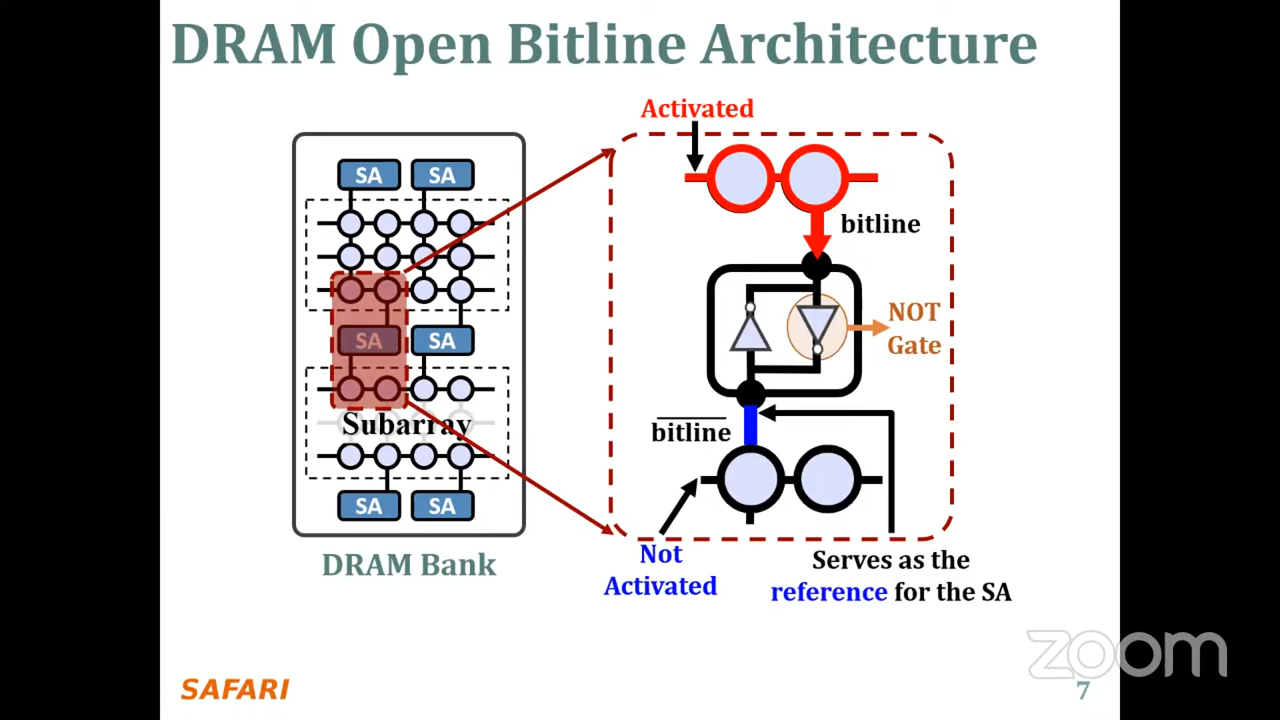 DRAM Open Bitline Architecture
Activated
SA SA
bitline
SA SA
NOT
Gate
Subarray
bitline
SA SA
DRAM Bank
Not
Activated
Serves as the
reference for the SA
zoom
SAFARI
7